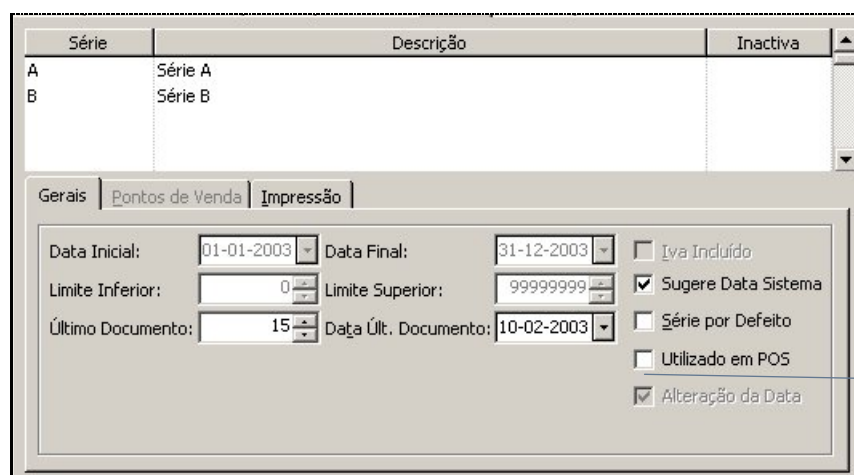 Série Descrição Inactiva
A Série A
B Série B
Gerais Pontos de Venda Impressão
Data Inicial: 01-01-2003 Data Final: 31-12-2003 Iva Incluído
Limite Inferior: 0 Limite Superior: 99999999 Sugere Data Sistema
Último Documento: 15 Data Últ. Documento: 10-02-2003 Série por Defeito
Utilizado em POS
Alteração da Data